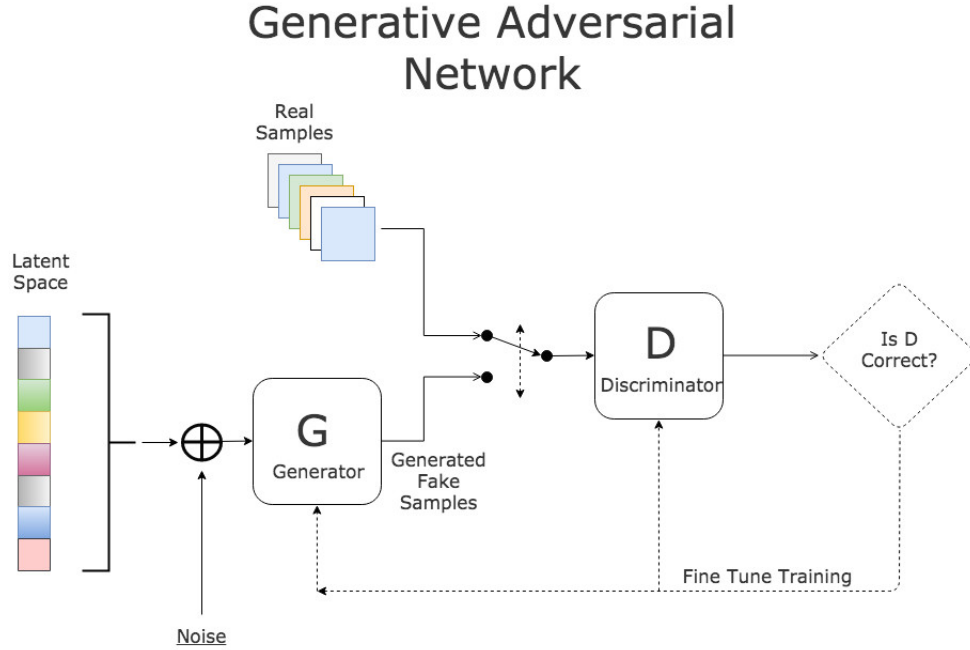 Generative Adversarial
Network
Real
Samples
Latent
Space
G
Generator
Generated
Fake
Samples
D
Discriminator
Is D
Correct?
Fine Tune Training
Noise